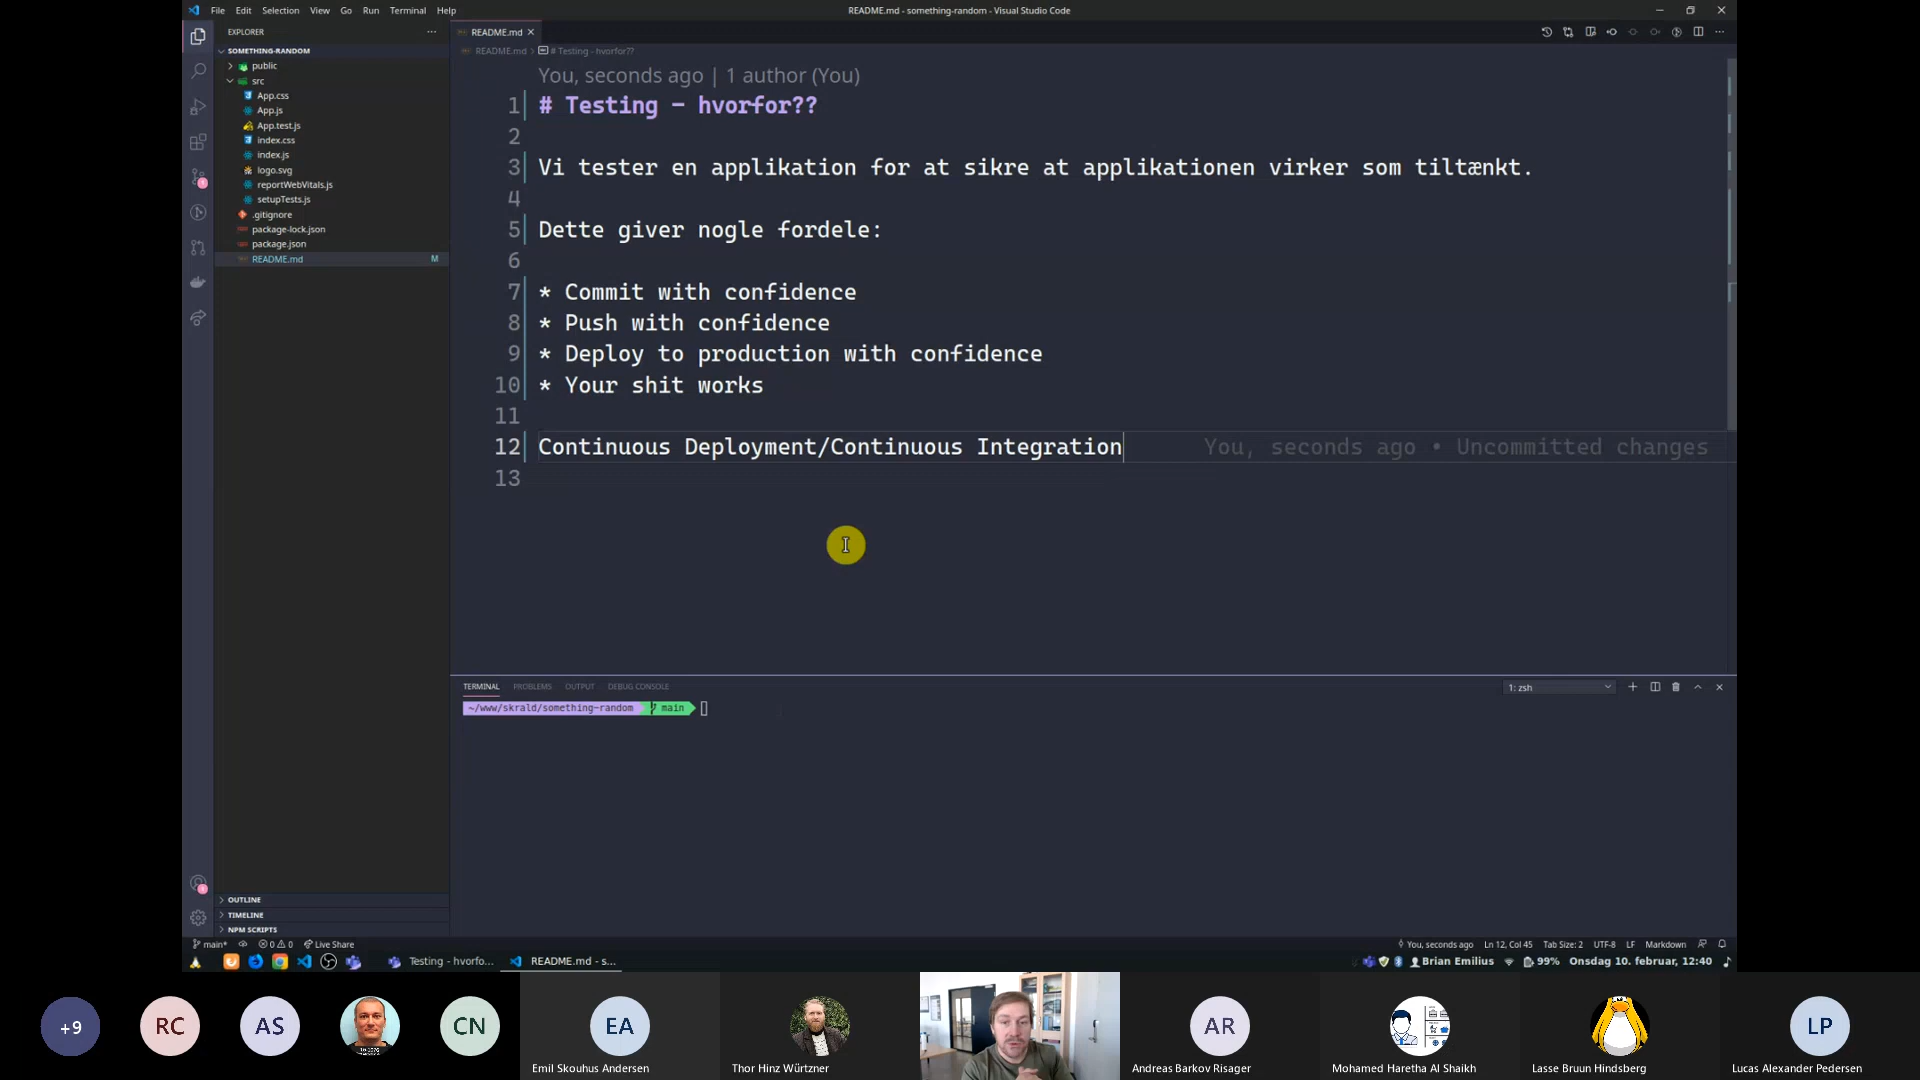 File Edit Selection View Go Run Terminal Help
README.md - something-random - Visual Studio Code
EXPLORER
SOMETHING-RANDOM
public
src
App.css
App.js
App.test.js
index.css
index.js
logo.svg
reportWebVitals.js
setupTests.js
.gitignore
package-lock.json
package.json
README.md M
OUTLINE
TIMELINE
NPM SCRIPTS
README.md
README.md > # Testing - hvorfor??
You, seconds ago | 1 author (You)
1 # Testing - hvorfor??
2
3 Vi tester en applikation for at sikre at applikationen virker som tiltænkt.
4
5 Dette giver nogle fordele:
6
7 * Commit with confidence
8 * Push with confidence
9 * Deploy to production with confidence
10 * Your shit works
11
12 Continuous Deployment/Continuous Integration You, seconds ago • Uncommitted changes
13
TERMINAL PROBLEMS OUTPUT DEBUG CONSOLE
1: zsh
~/www/skrald/something-random main
main* 0 0 Live Share
You, seconds ago Ln 12, Col 45 Tab Size: 2 UTF-8 LF Markdown
Testing - hvorfo... README.md - s...
Brian Emilius 99% Onsdag 10. februar, 12:40
+9
RC
AS
CN
EA
AR
LP
Emil Skouhus Andersen
Thor Hinz Würtzner
Andreas Barkov Risager
Mohamed Haretha Al Shaikh
Lasse Bruun Hindsberg
Lucas Alexander Pedersen